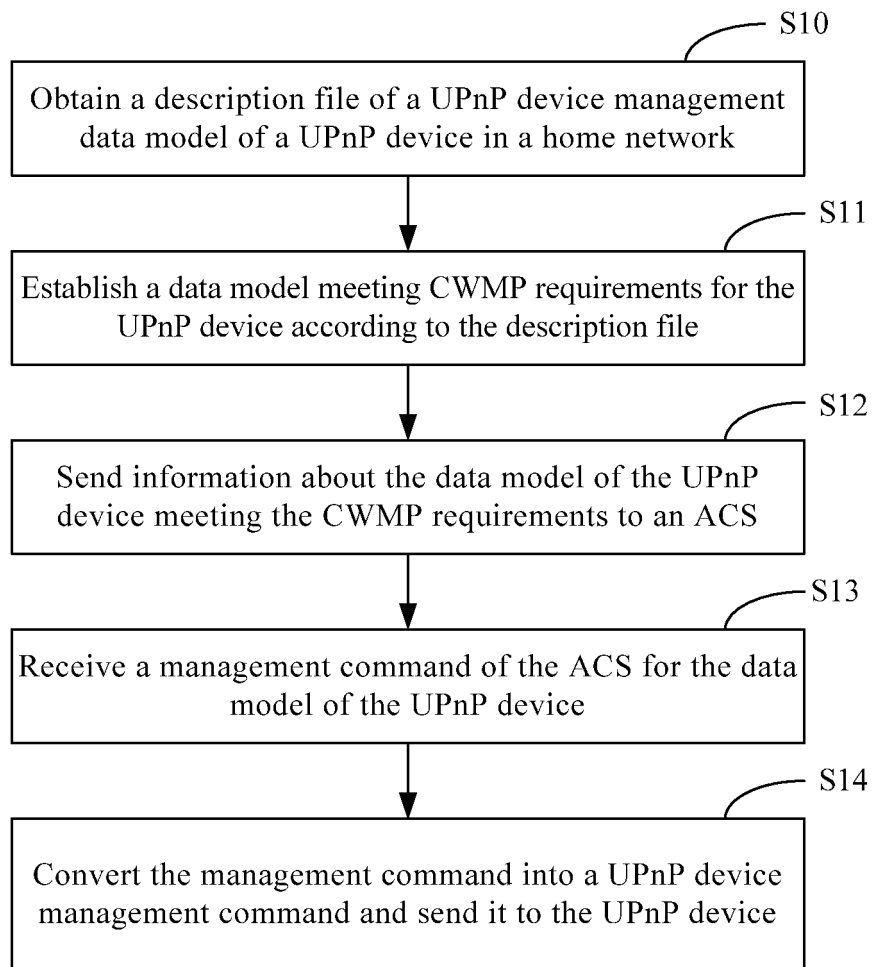 S10
Obtain a description file of a UPnP device management
data model of a UPnP device in a home network
S11
Establish a data model meeting CWMP requirements for the
UPnP device according to the description file
S12
Send information about the data model of the UPnP
device meeting the CWMP requirements to an ACS
S13
Receive a management command of the ACS for the data
model of the UPnP device
S14
Convert the management command into a UPnP device
management command and send it to the UPnP device